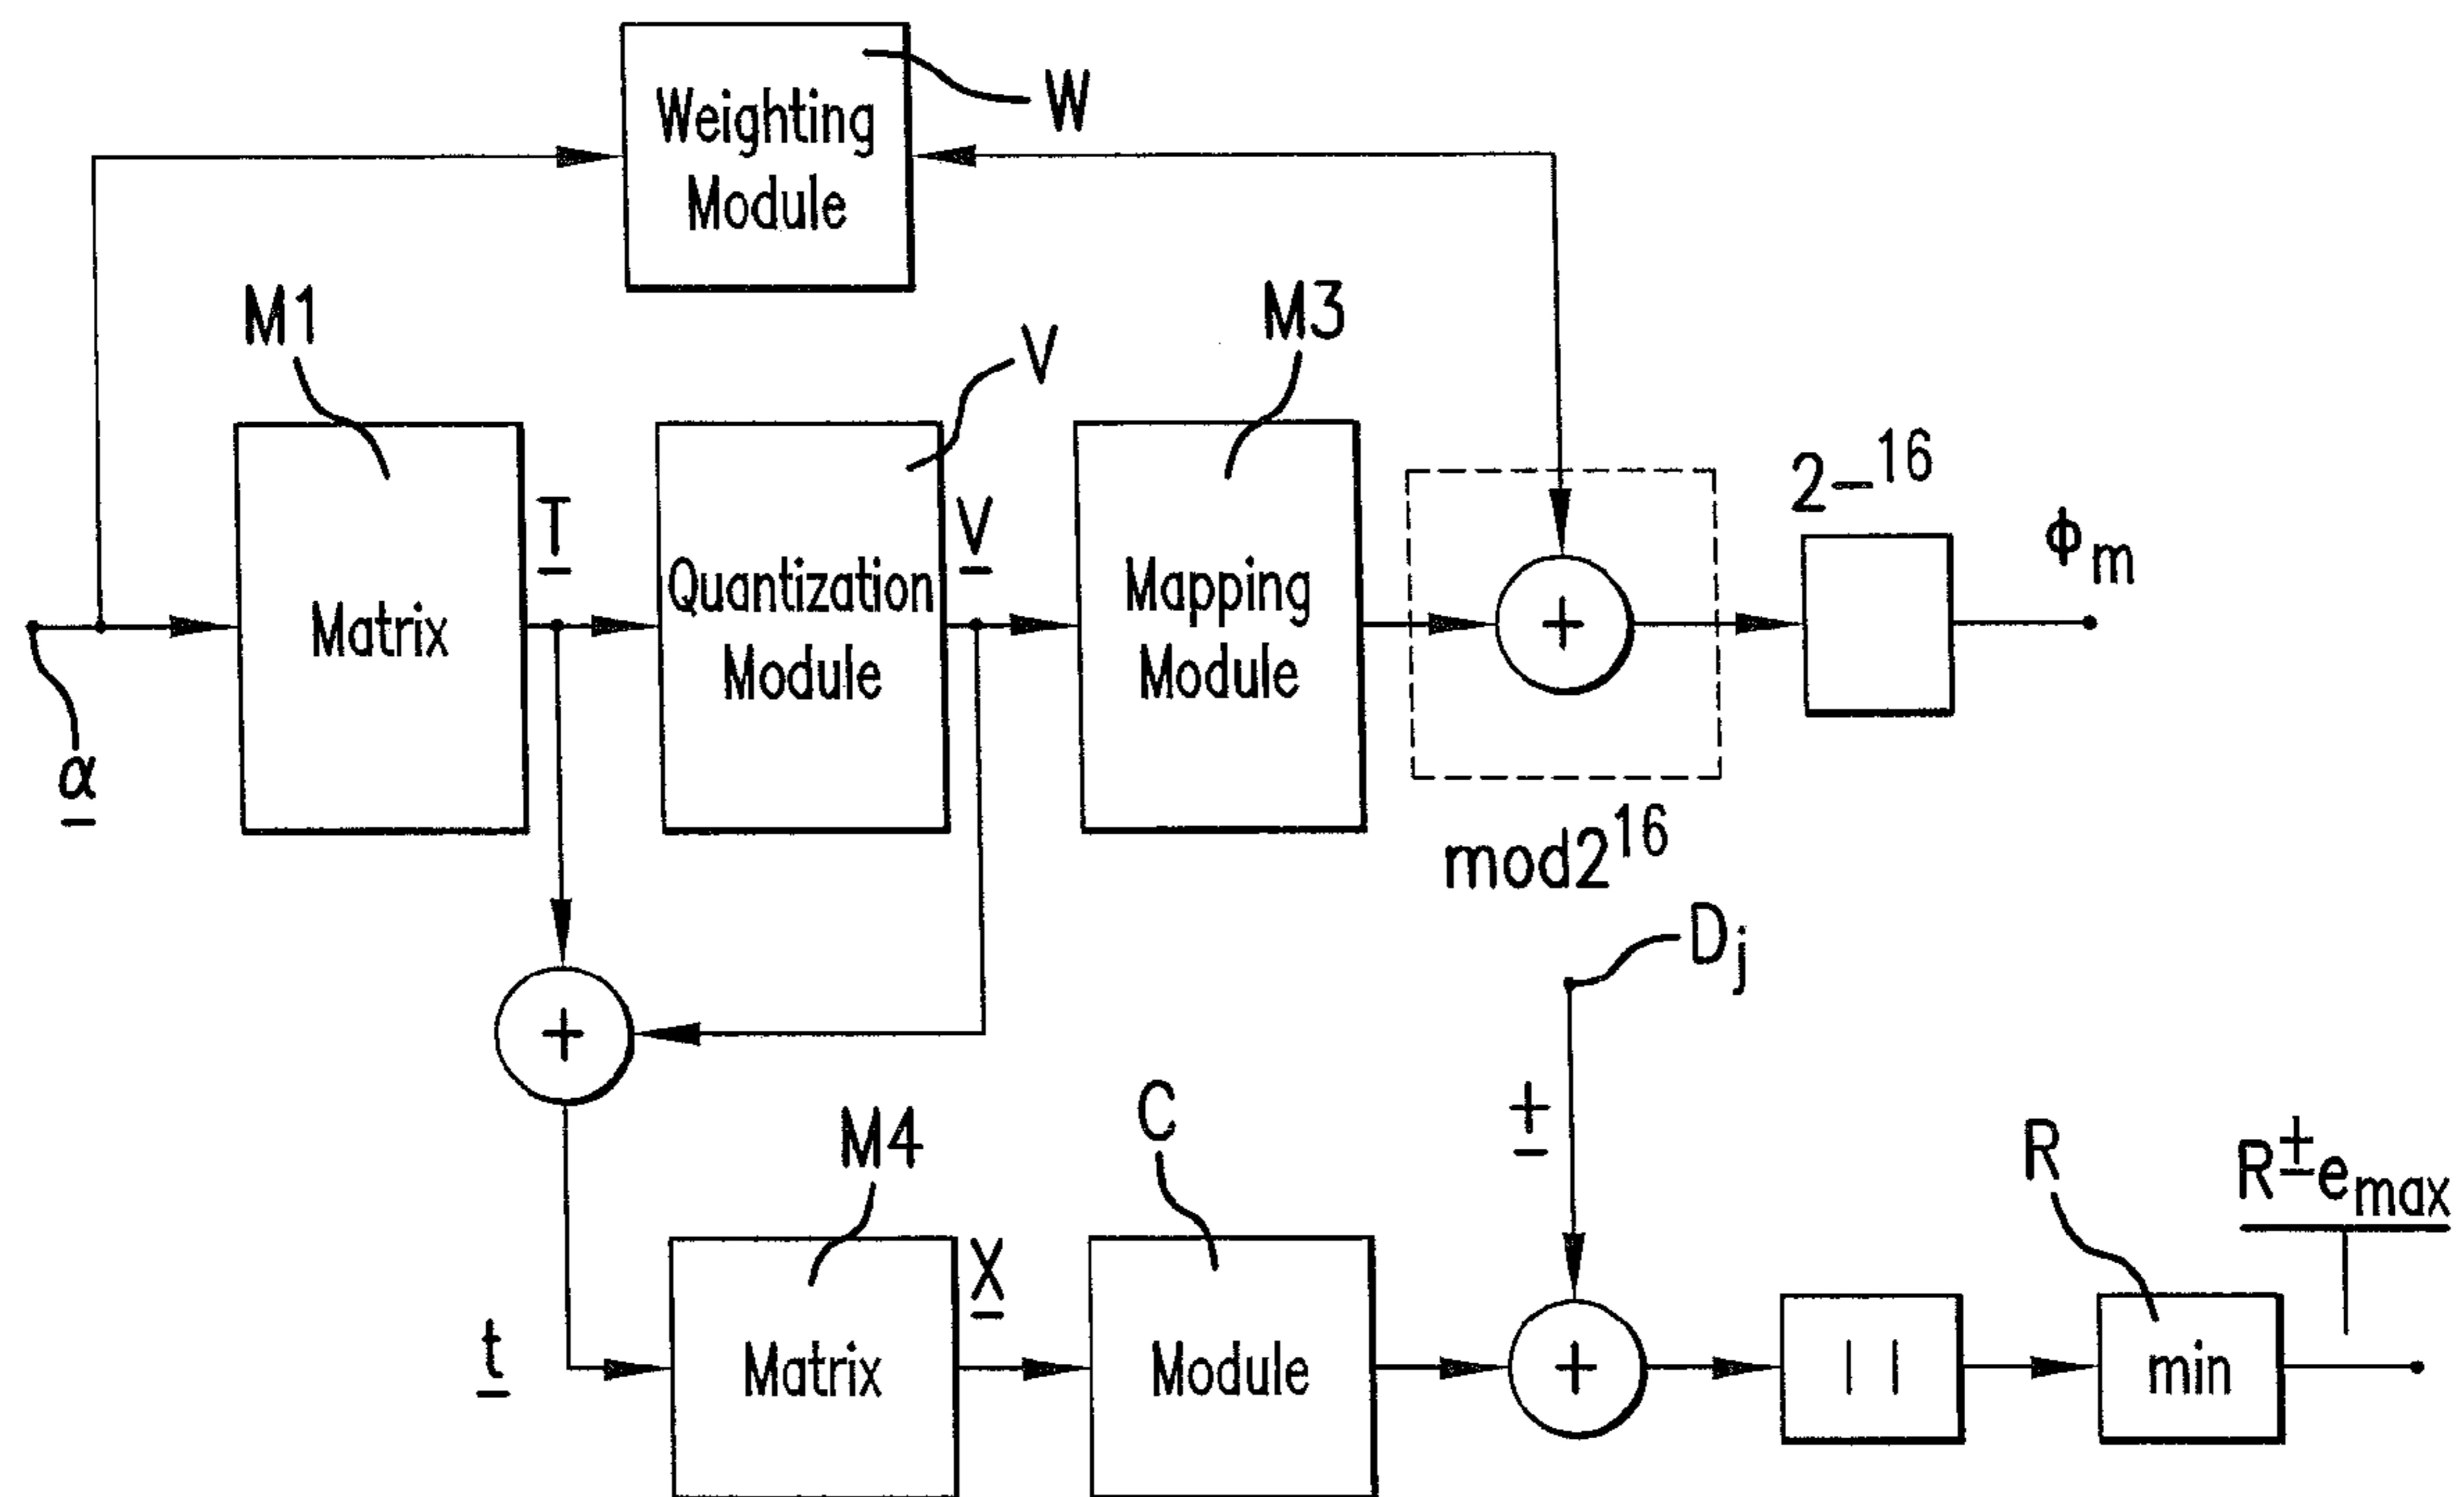 Weighting
Module
W
M1
V
M3
T
V
2-16
ϕm
Matrix
Quantization
Module
Mapping
Module
+
α
mod2^16
Dj
+
±
M4
C
R
R±emax
t
X
Matrix
Module
+
| |
min